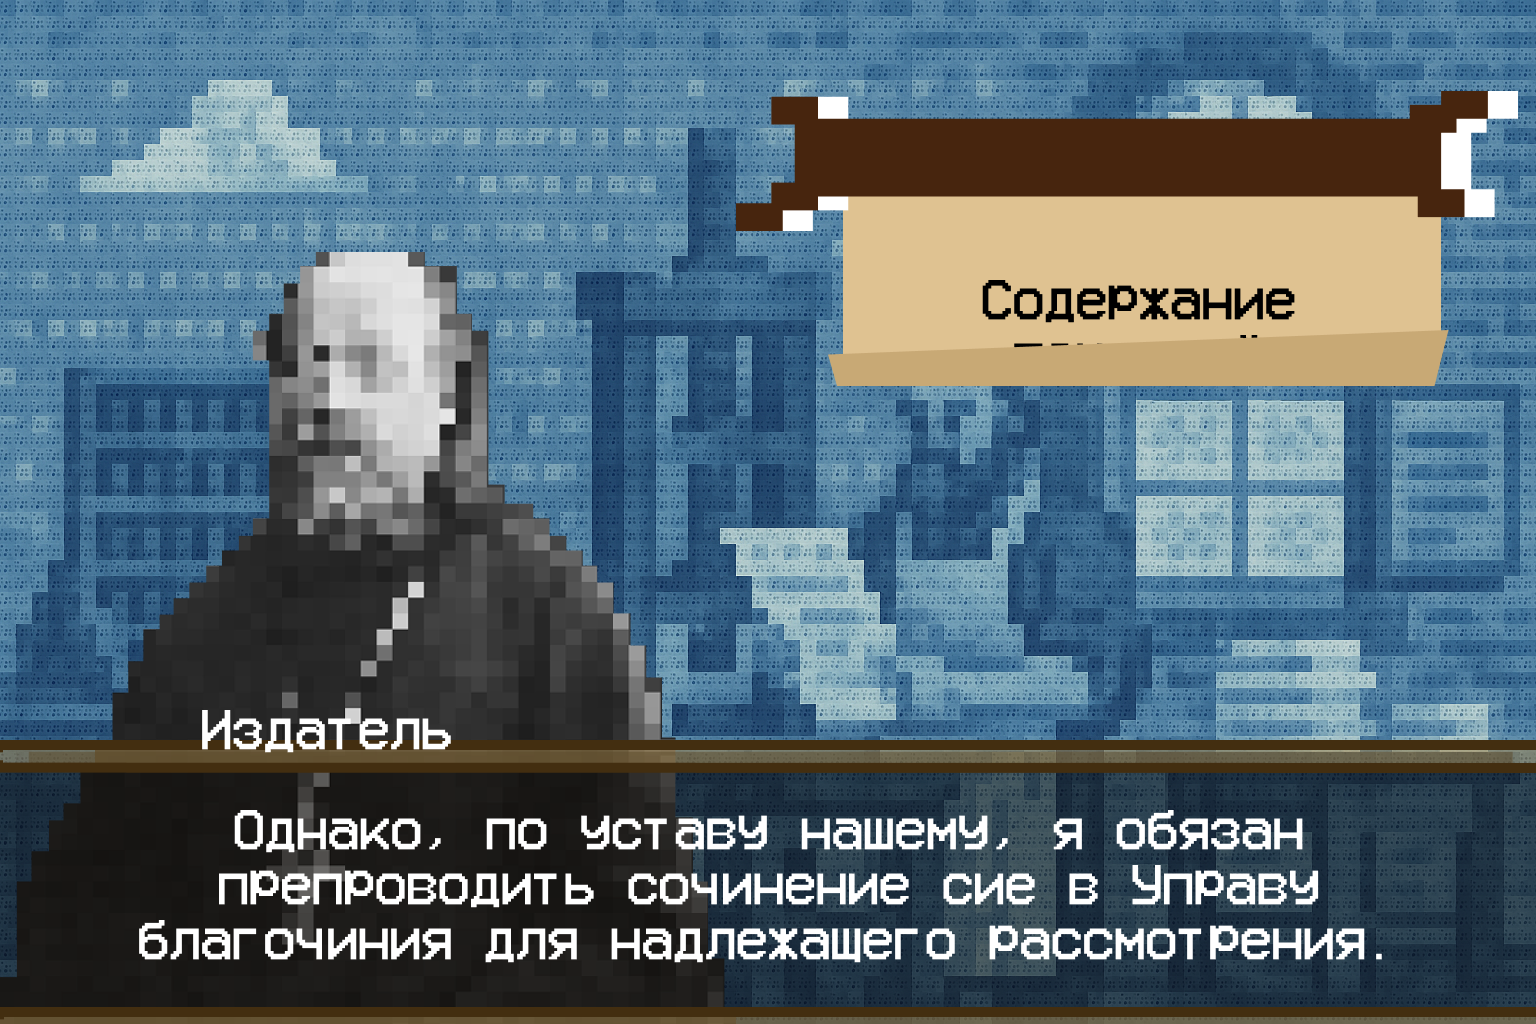 Содержание
Издатель
Однако, по уставу нашему, я обязан
препроводить сочинение сие в Управу
благочиния для надлежащего рассмотрения.